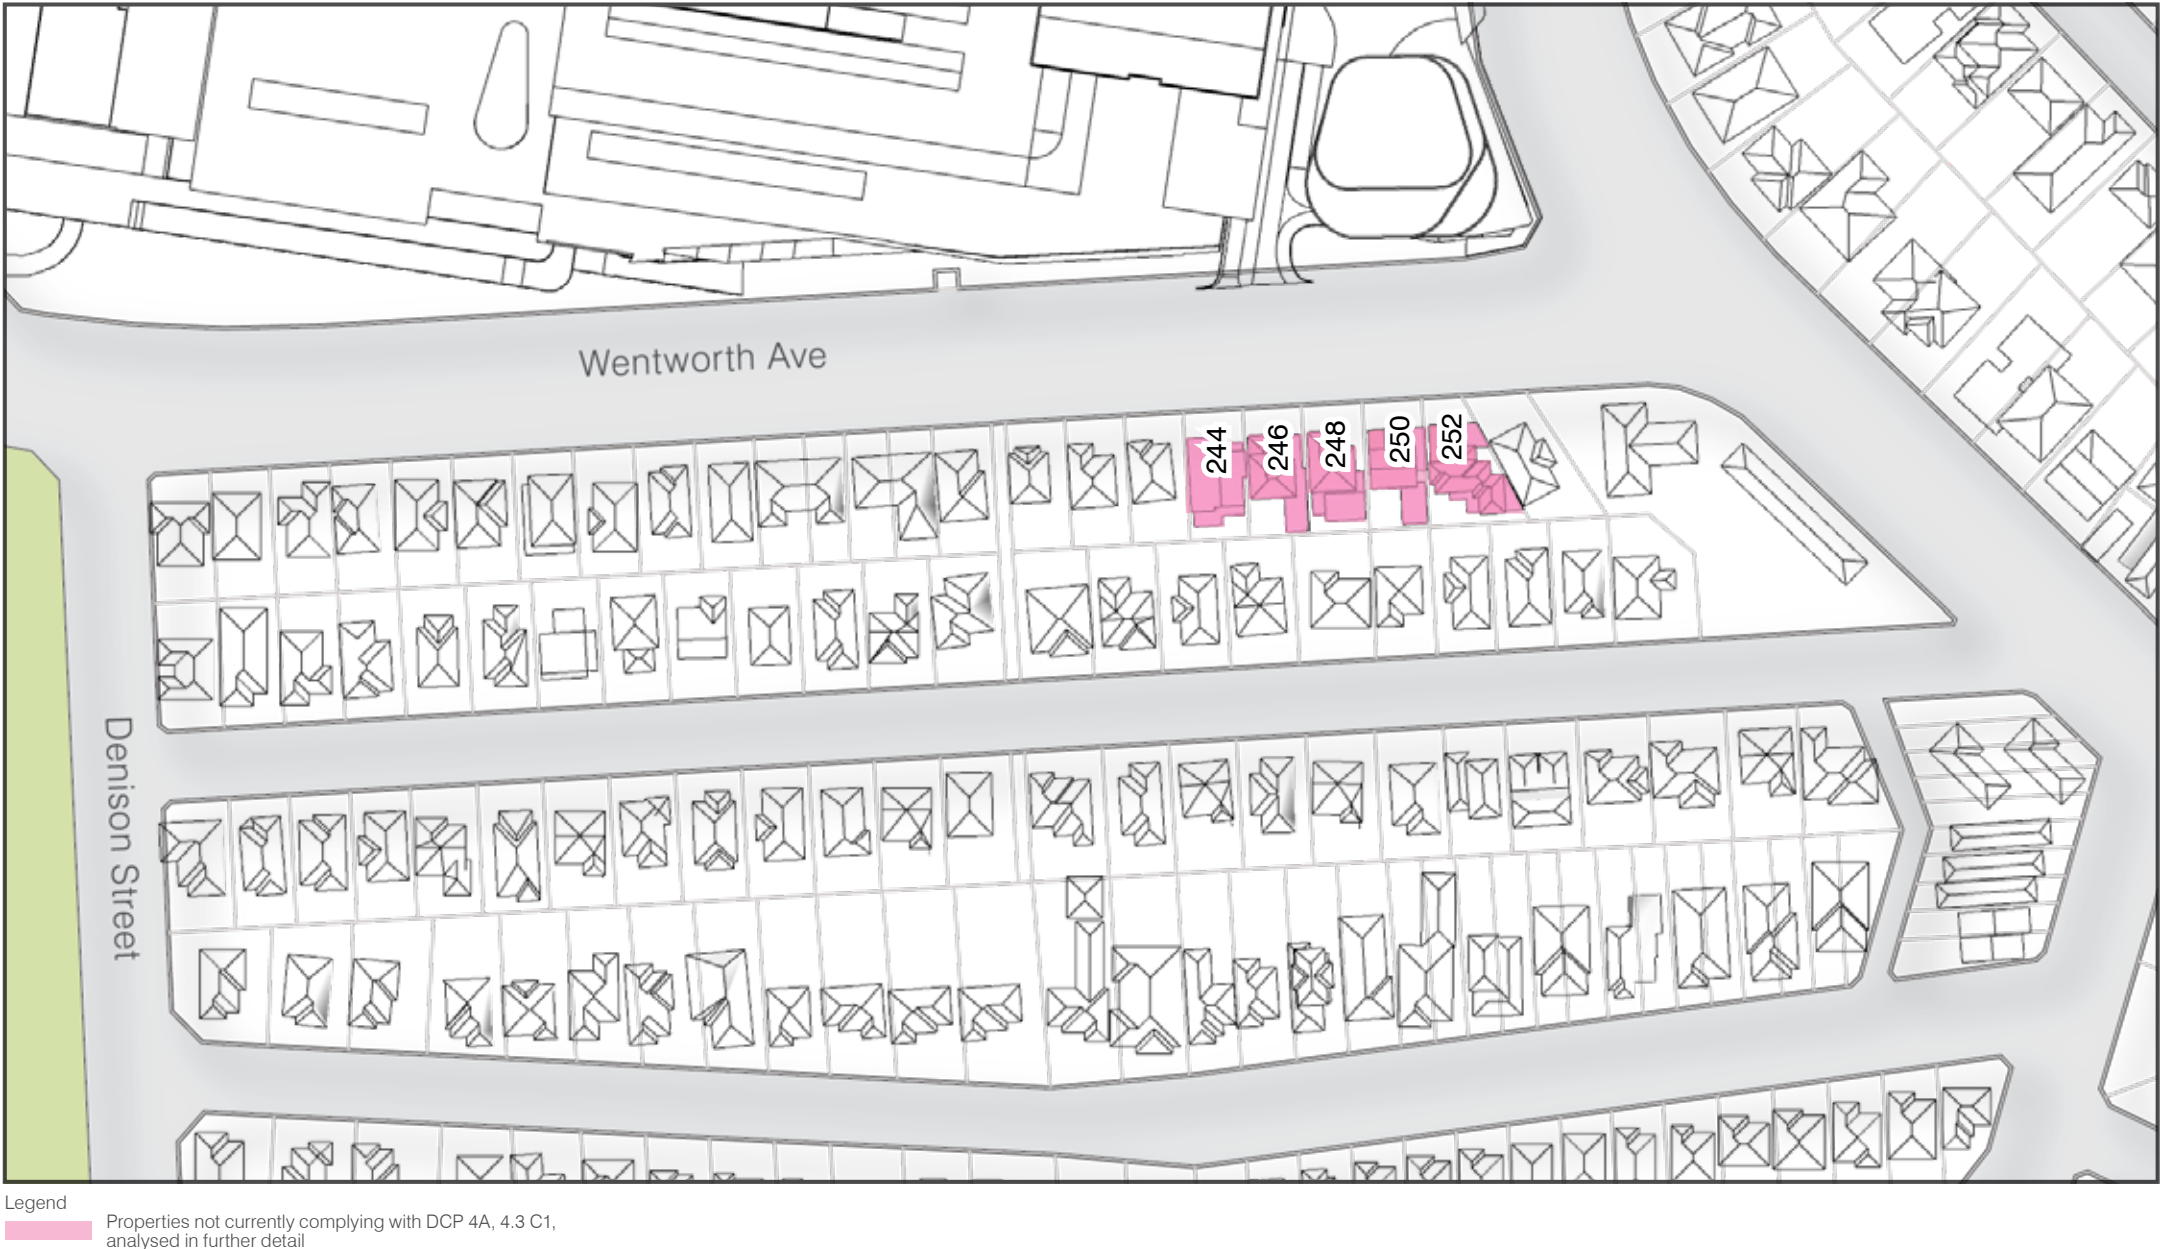 Wentworth Ave
244
246
248
250
252
Denison Street
Legend
Properties not currently complying with DCP 4A, 4.3 C1,
analysed in further detail